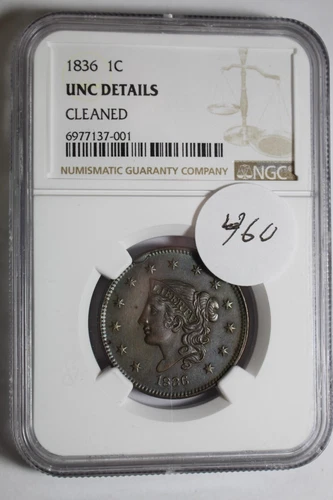 1836 1C
UNC DETAILS
CLEANED
6977137-001
NUMISMATIC GUARANTY COMPANY NGC
460
1836